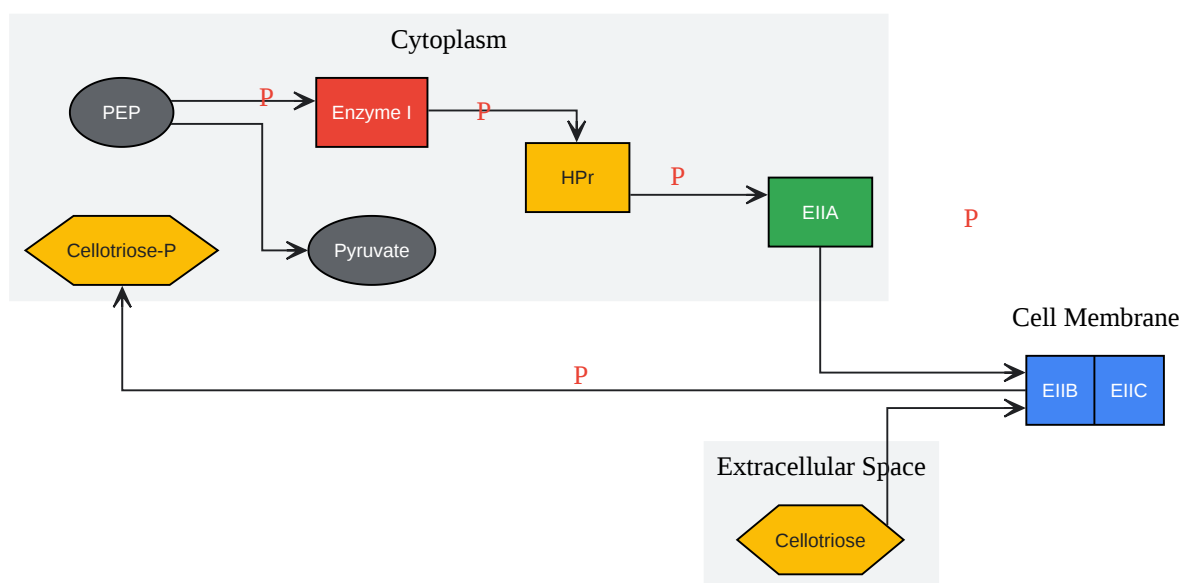 Cytoplasm
PEP
P
Enzyme I
P
HPr
P
EIIA
P
Cellotriose-P
Pyruvate
Cell Membrane
P
EIIB
EIIC
Extracellular Space
Cellotriose